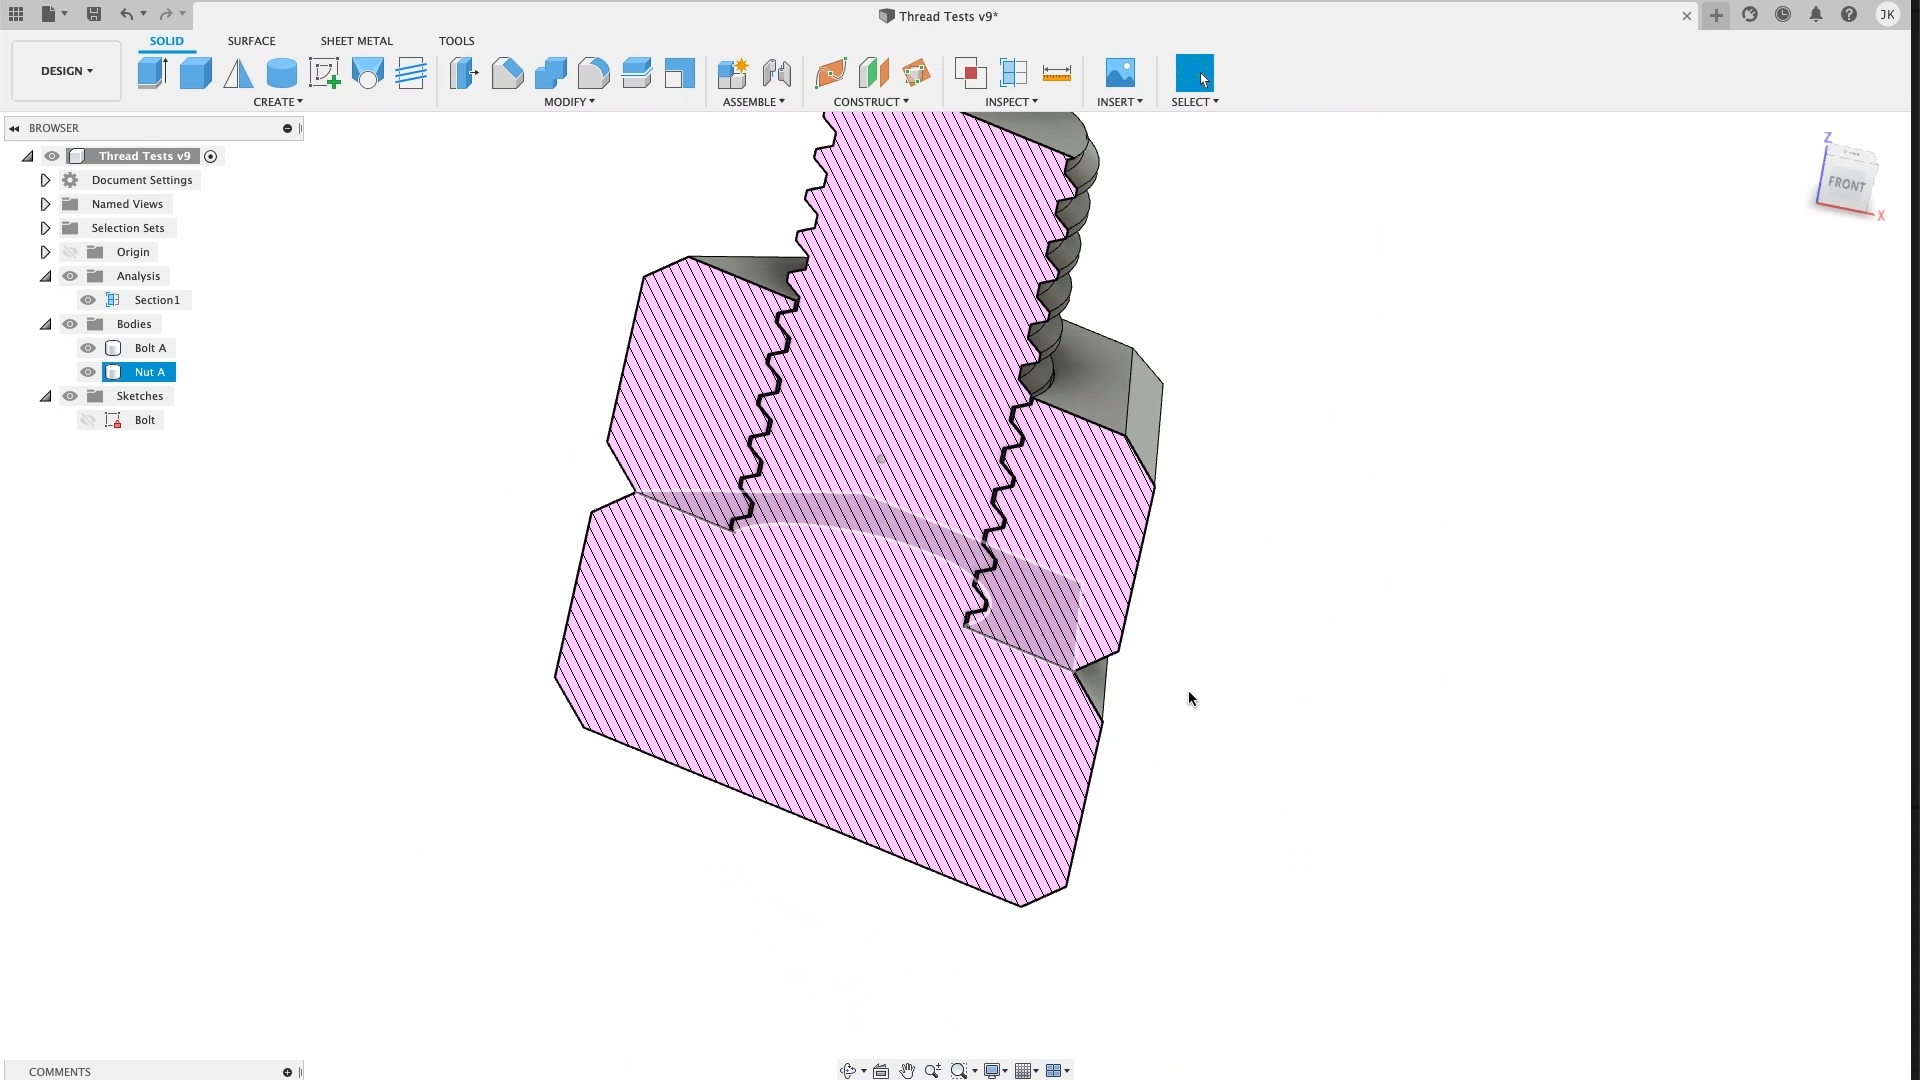 Thread Tests v9*
JK
SOLID
SURFACE
SHEET METAL
TOOLS
DESIGN
CREATE
MODIFY
ASSEMBLE
CONSTRUCT
INSPECT
INSERT
SELECT
BROWSER
Thread Tests v9
Document Settings
Named Views
Selection Sets
Origin
Analysis
Section1
Bodies
Bolt A
Nut A
Sketches
Bolt
Z
FRONT
X
COMMENTS